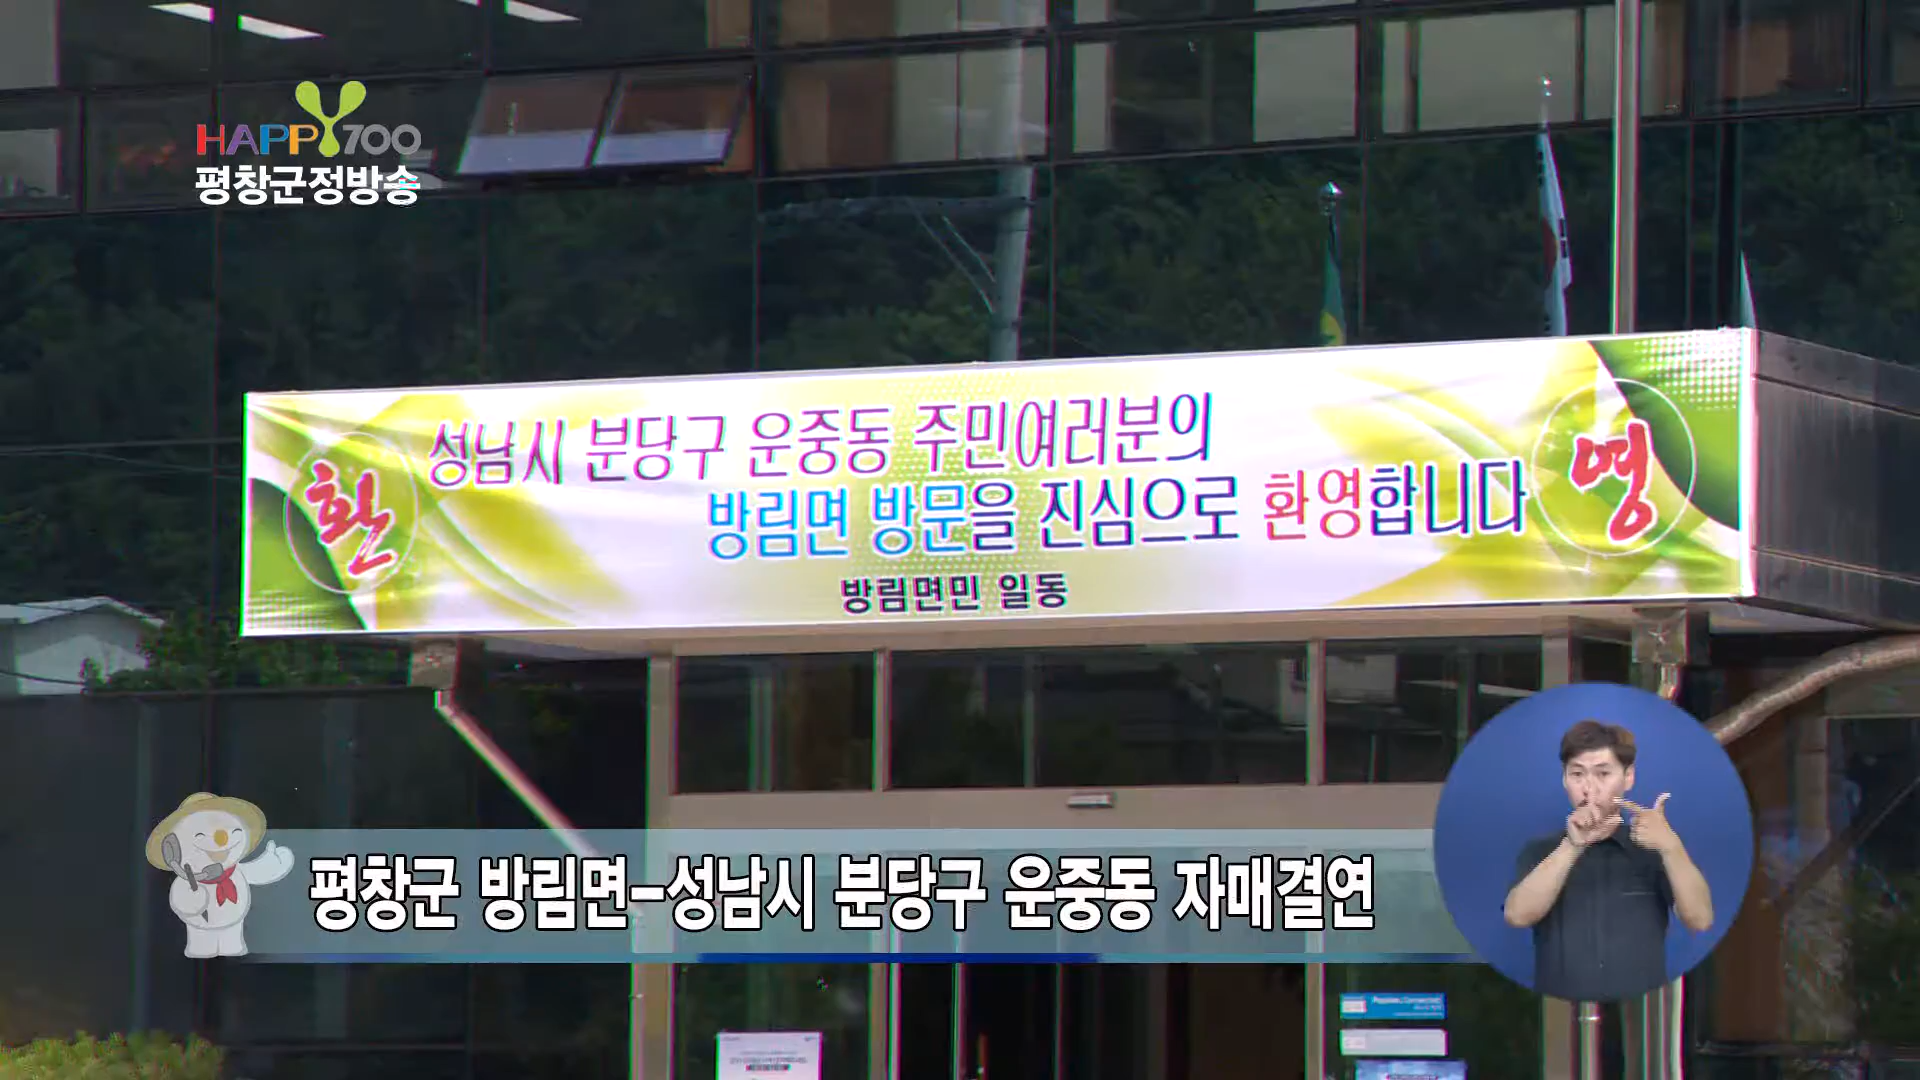 HAPPY700
평창군정방송
환
영
성남시 분당구 운중동 주민여러분의
방림면 방문을 진심으로 환영합니다
방림면민 일동
평창군 방림면-성남시 분당구 운중동 자매결연